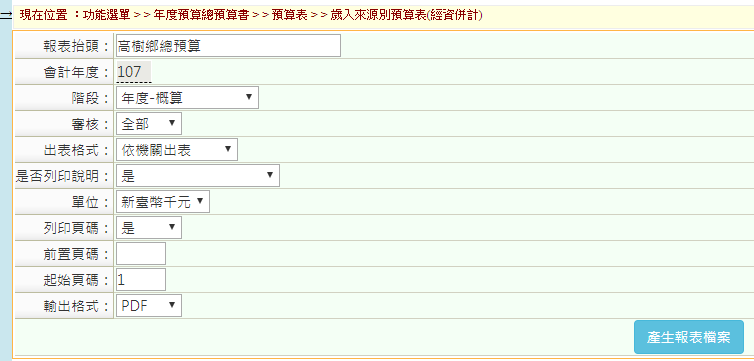 現在位置 ：功能選單 > > 年度預算總預算書 > > 預算表 > > 歲入來源別預算表(經資併計)
報表抬頭： 高樹鄉總預算
會計年度： 107
階段： 年度-概算
審核： 全部
出表格式： 依機關出表
是否列印說明： 是
單位： 新臺幣千元
列印頁碼： 是
前置頁碼：
起始頁碼： 1
輸出格式： PDF
產生報表檔案